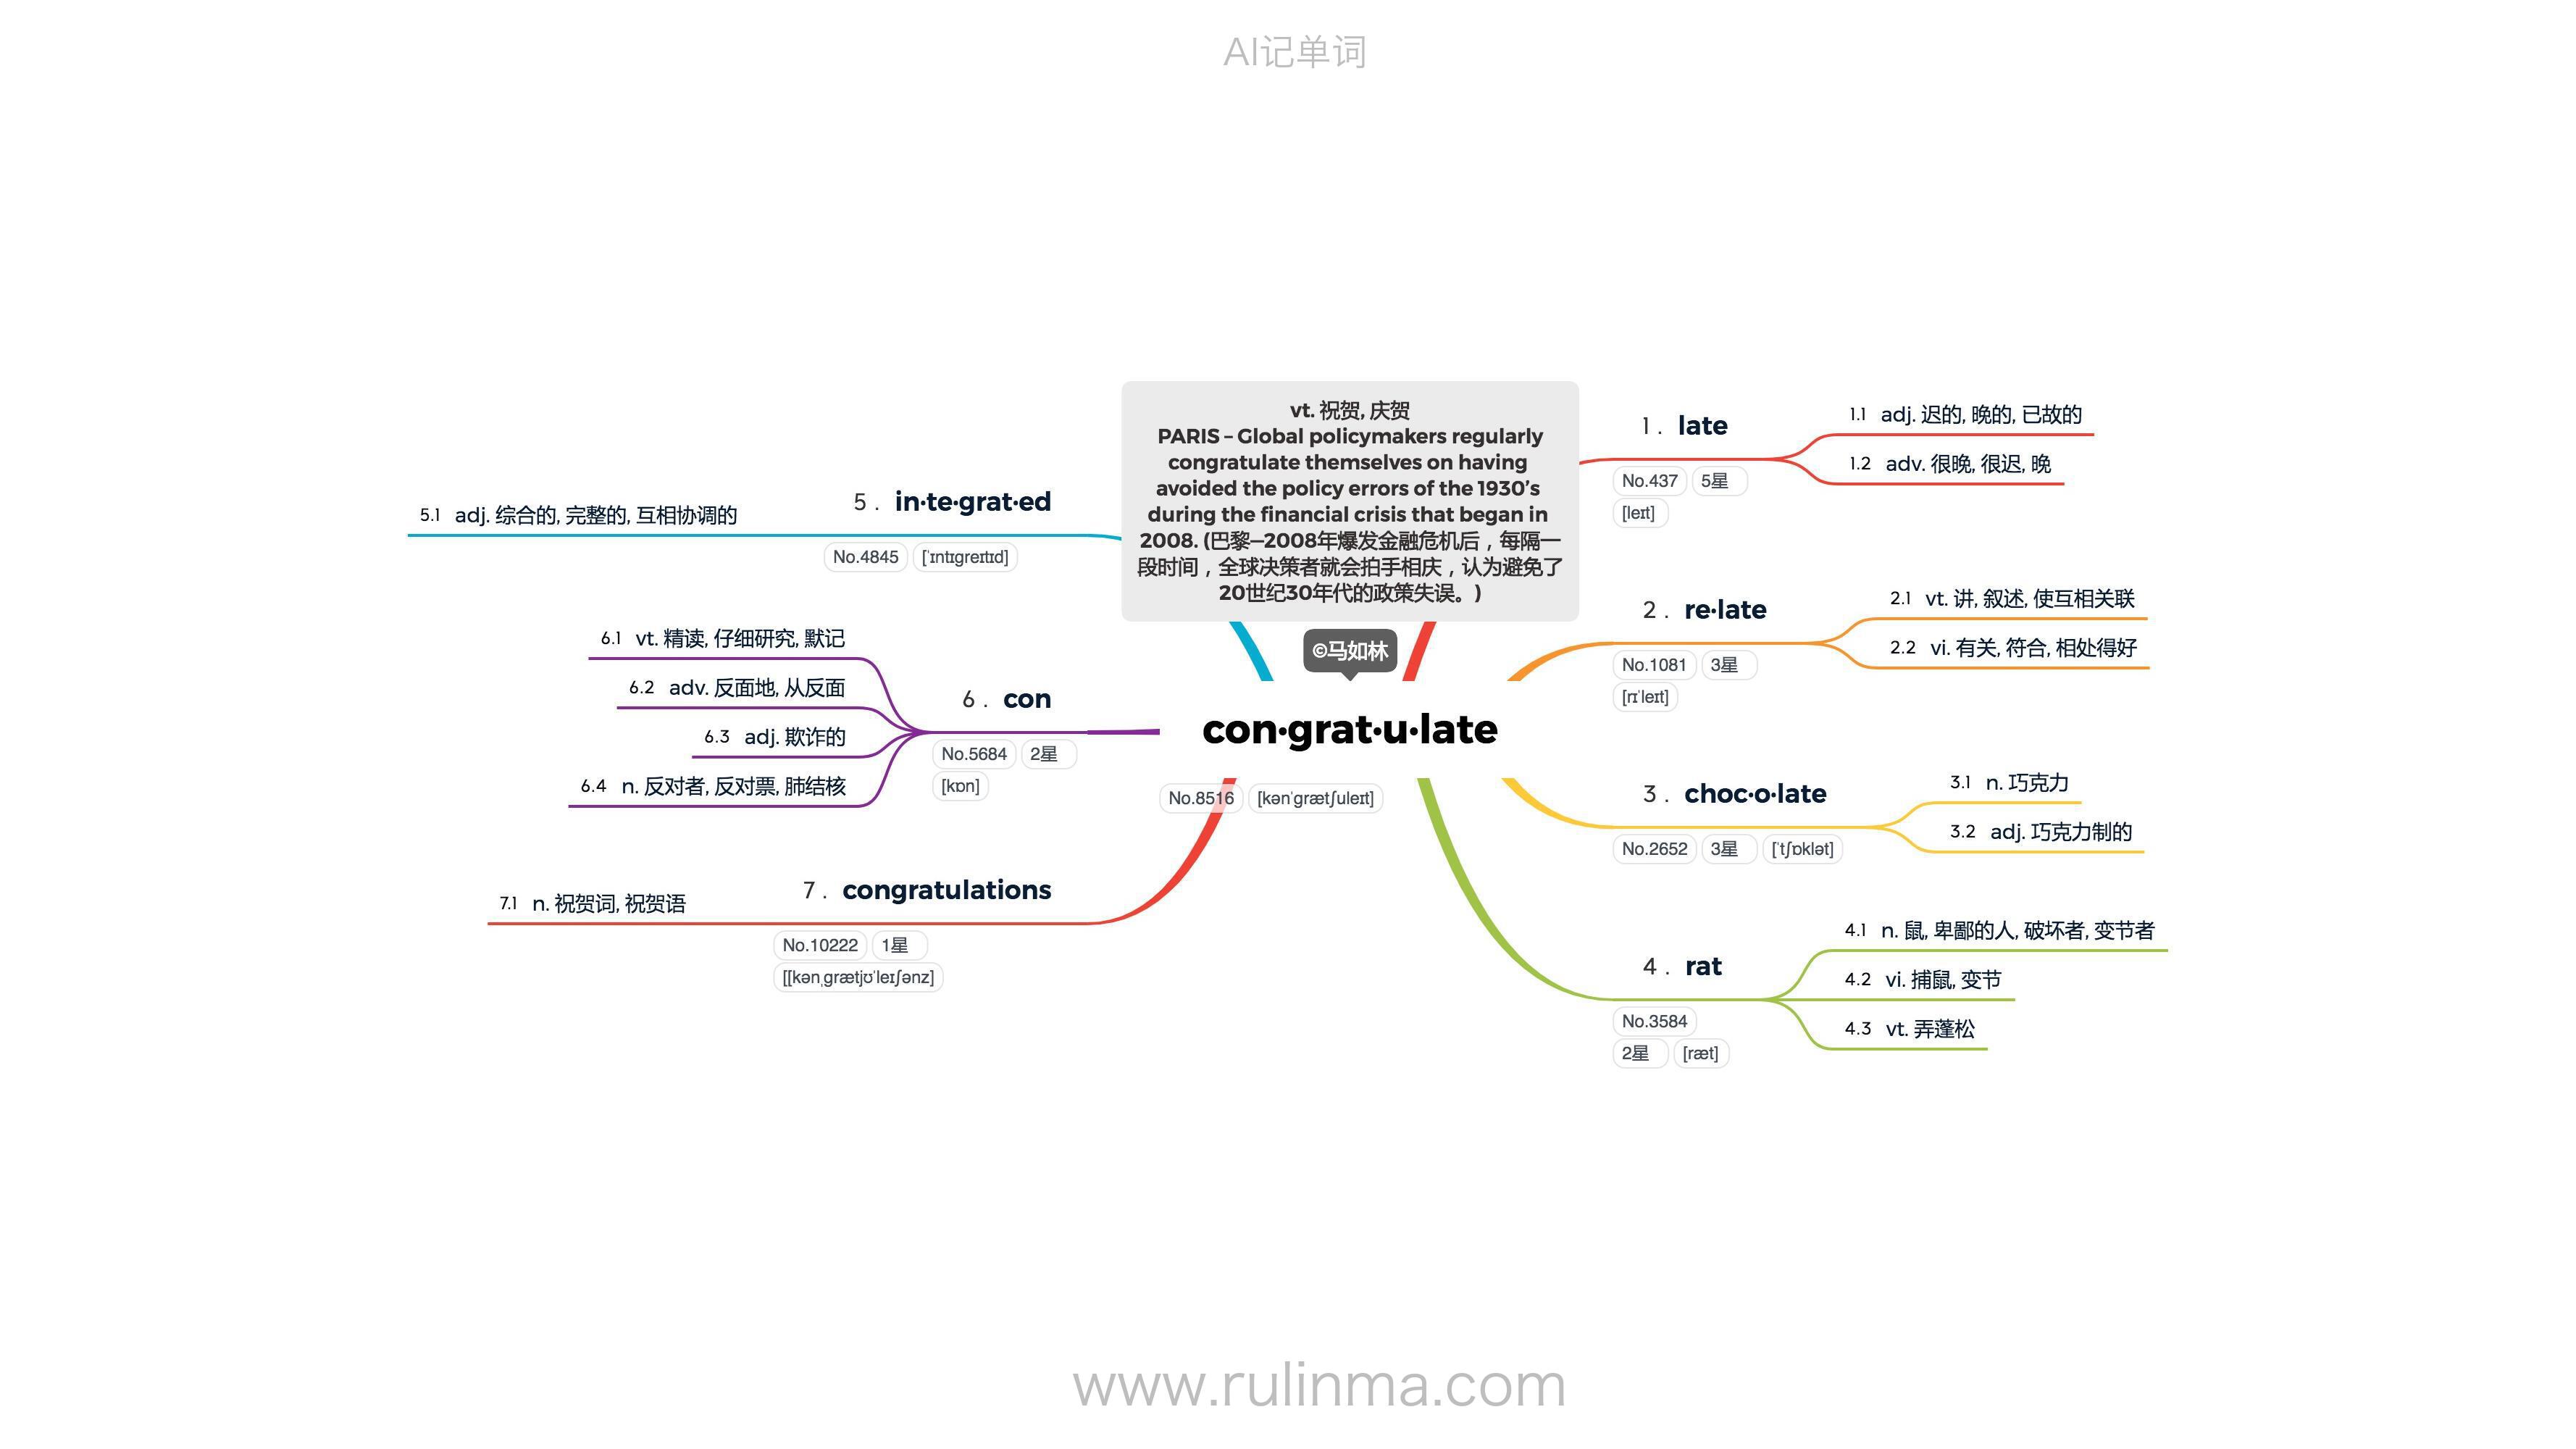 AI记单词
vt. 祝贺, 庆贺
PARIS – Global policymakers regularly
congratulate themselves on having
avoided the policy errors of the 1930’s
during the financial crisis that began in
2008. (巴黎—2008年爆发金融危机后，每隔一
段时间，全球决策者就会拍手相庆，认为避免了
20世纪30年代的政策失误。)
©马如林
con·grat·u·late
No.8516 [kənˈɡrætʃuleɪt]
1 . late
No.437 5星
[leɪt]
1.1 adj. 迟的, 晚的, 已故的
1.2 adv. 很晚, 很迟, 晚
2 . re·late
No.1081 3星
[rɪˈleɪt]
2.1 vt. 讲, 叙述, 使互相关联
2.2 vi. 有关, 符合, 相处得好
3 . choc·o·late
No.2652 3星 [ˈtʃɒklət]
3.1 n. 巧克力
3.2 adj. 巧克力制的
4 . rat
No.3584
2星 [ræt]
4.1 n. 鼠, 卑鄙的人, 破坏者, 变节者
4.2 vi. 捕鼠, 变节
4.3 vt. 弄蓬松
5 . in·te·grat·ed
No.4845 [ˈɪntɪɡreɪtɪd]
5.1 adj. 综合的, 完整的, 互相协调的
6 . con
No.5684 2星
[kɒn]
6.1 vt. 精读, 仔细研究, 默记
6.2 adv. 反面地, 从反面
6.3 adj. 欺诈的
6.4 n. 反对者, 反对票, 肺结核
7 . congratulations
No.10222 1星
[[kənˌɡrætjʊˈleɪʃənz]
7.1 n. 祝贺词, 祝贺语
www.rulinma.com